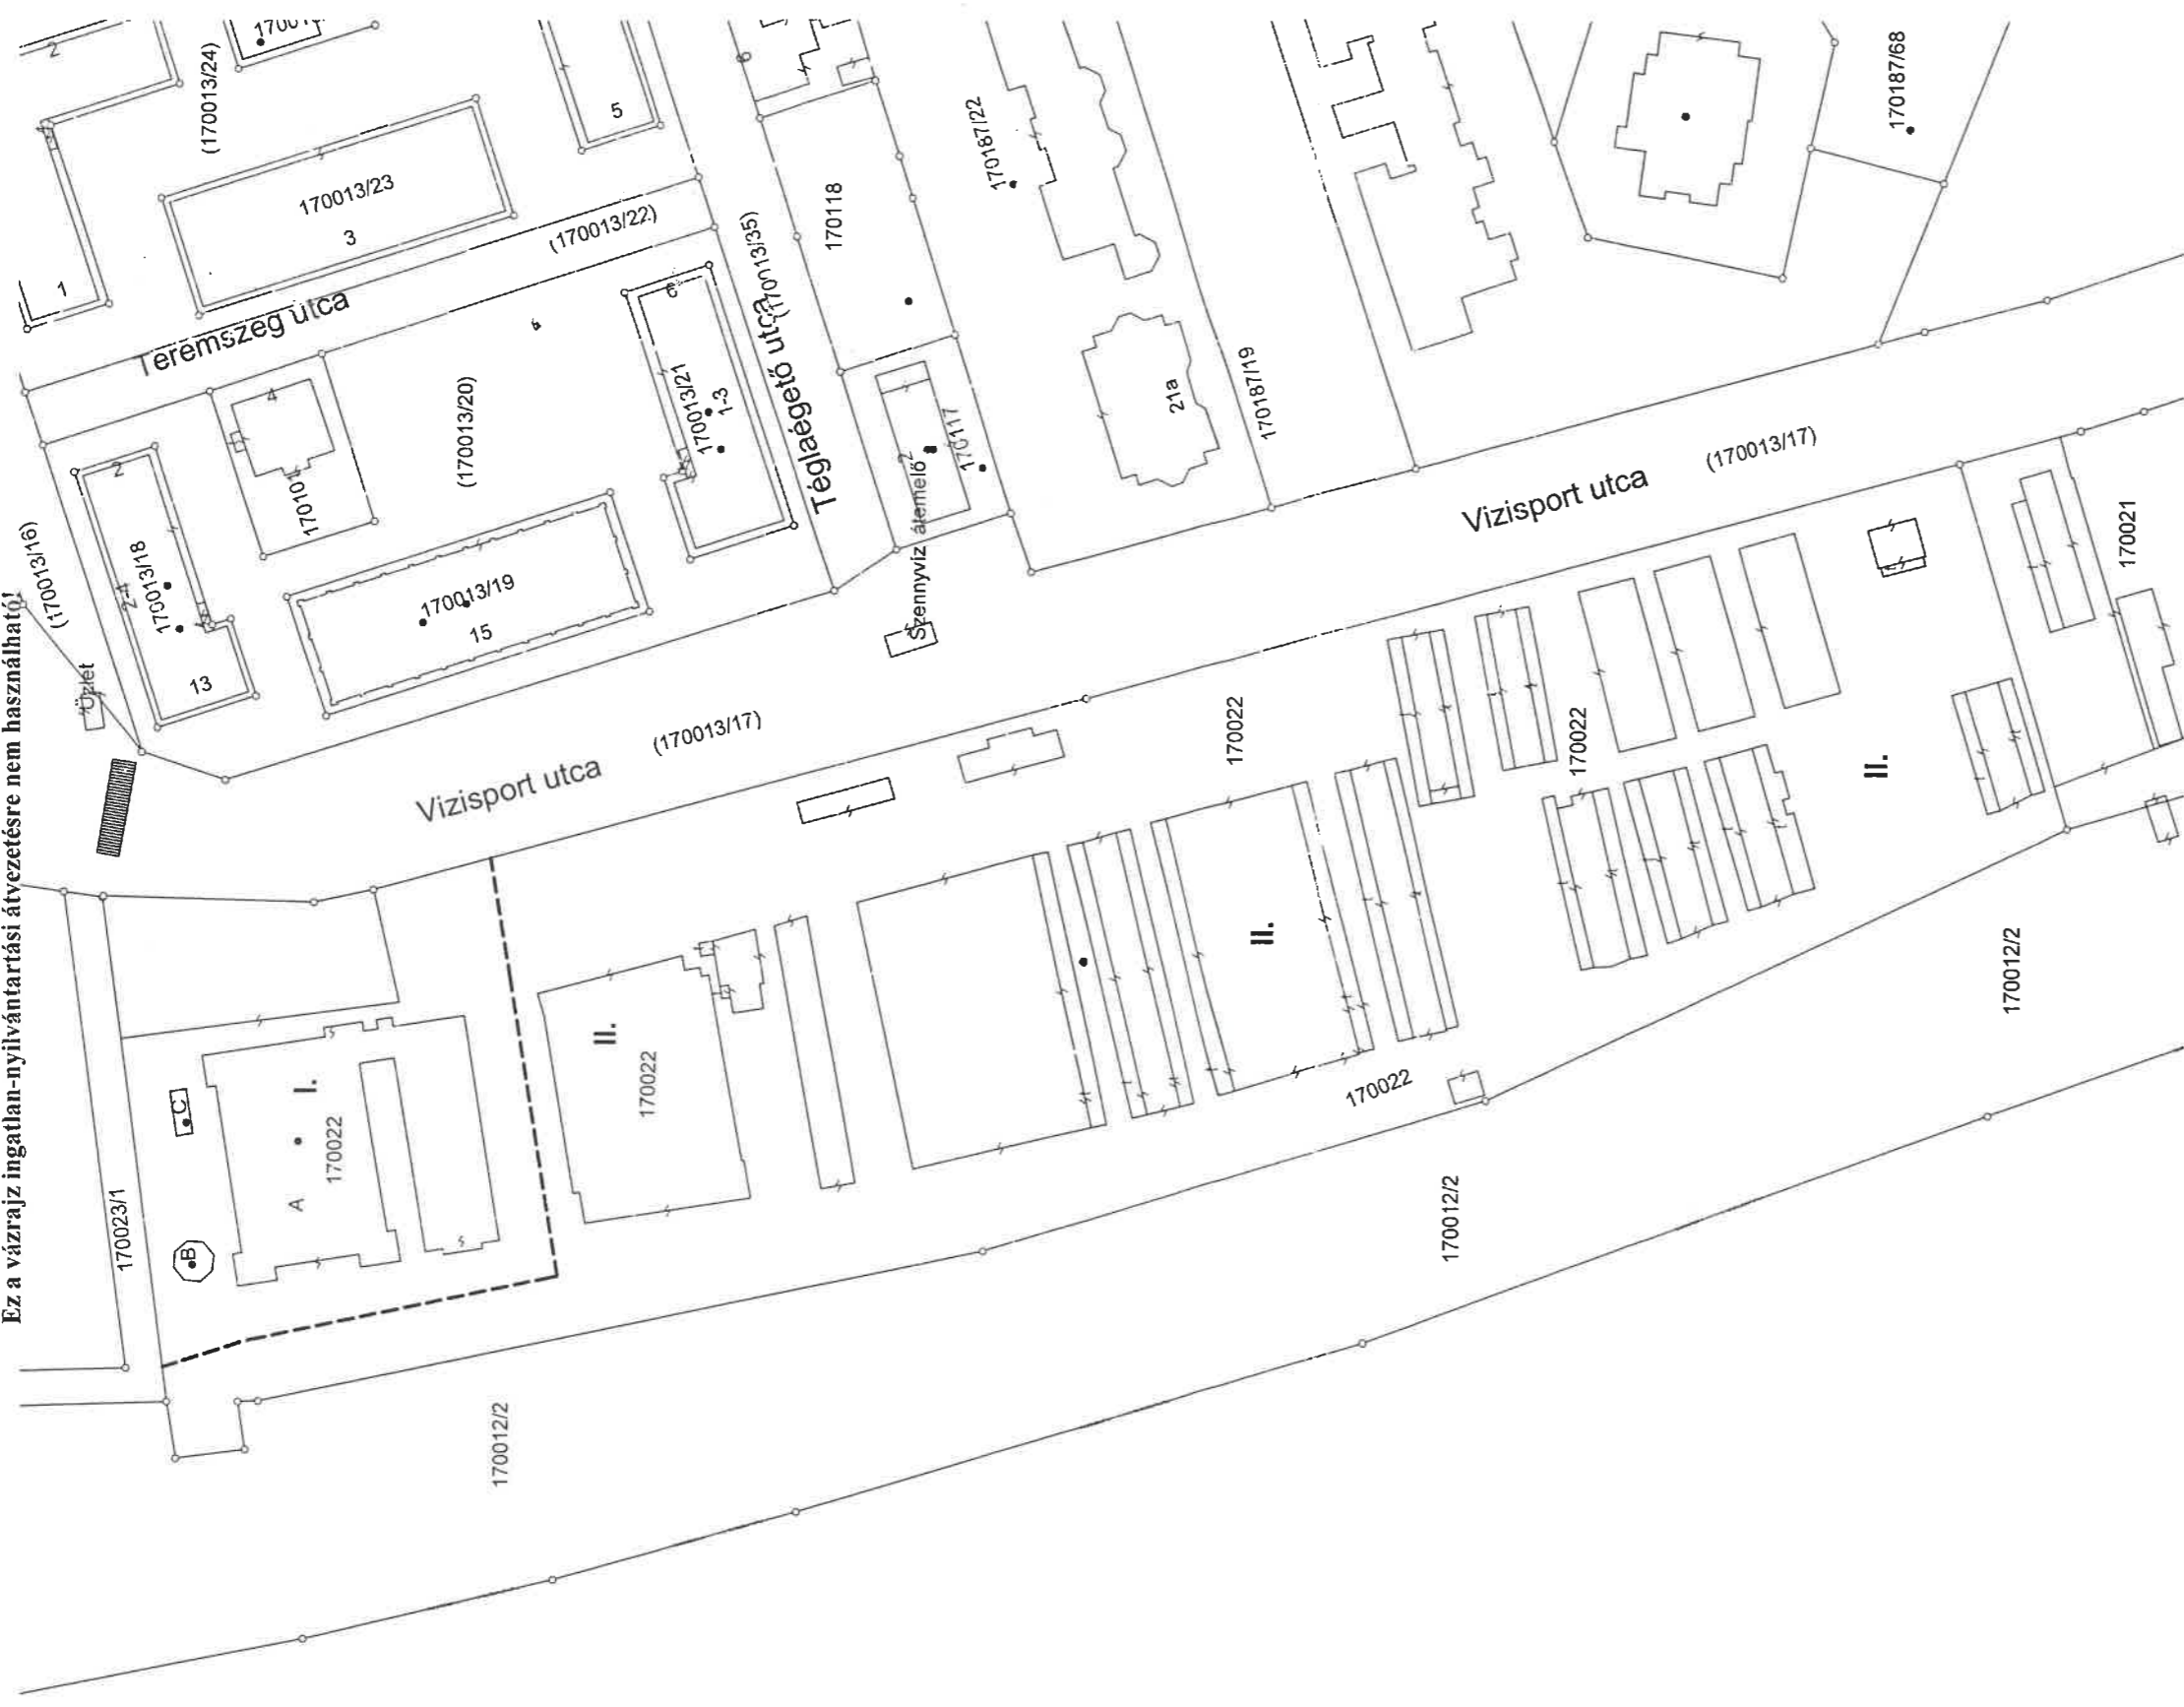 Ez a vázrajz ingatlan-nyilvántartási átvezetésre nem használható!
2
(170013/24)
1
170013/23
3
5
(170013/22)
Teremszeg utca
(170013/35)
170118
170187/22
170187/68
(170013/16)
Üzlet
2
2-4
170013/18
13
4
(170013/20)
170013/19
15
6
170013/21
1-3
Téglaégető utca
2
170117
Szennyvíz átemelő
21a
170187/19
Vizisport utca
(170013/17)
Vizisport utca
(170013/17)
170021
170023/1
C
B
A
I.
170022
II.
170022
170022
II.
170022
170022
II.
170012/2
170012/2
170012/2